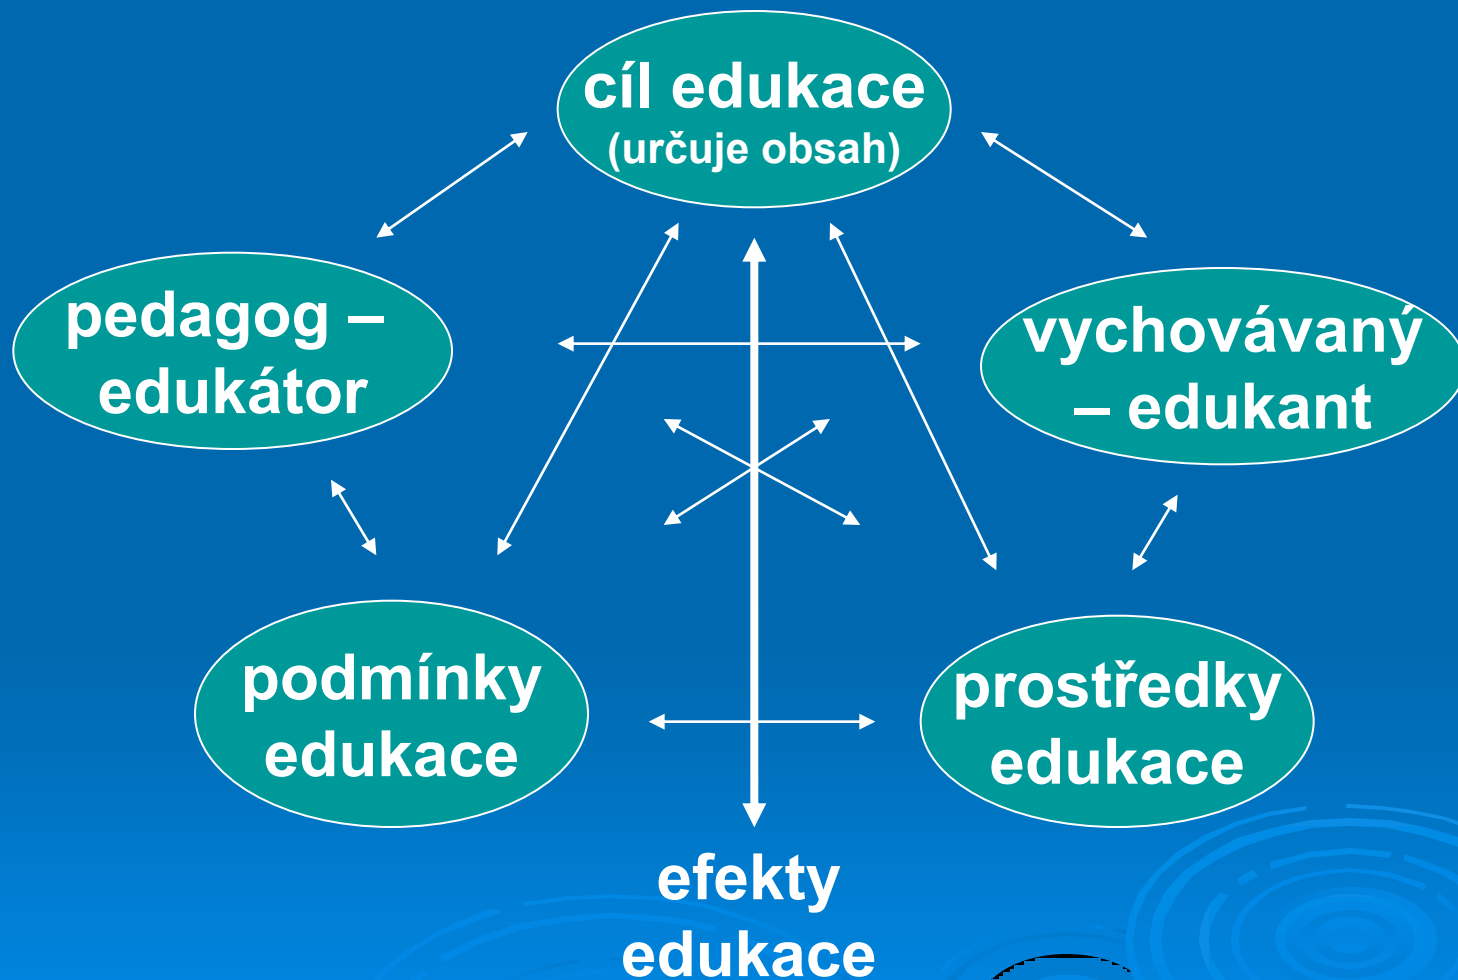 cíl edukace
(určuje obsah)
pedagog –
edukátor
vychovávaný
– edukant
podmínky
edukace
prostředky
edukace
efekty
edukace